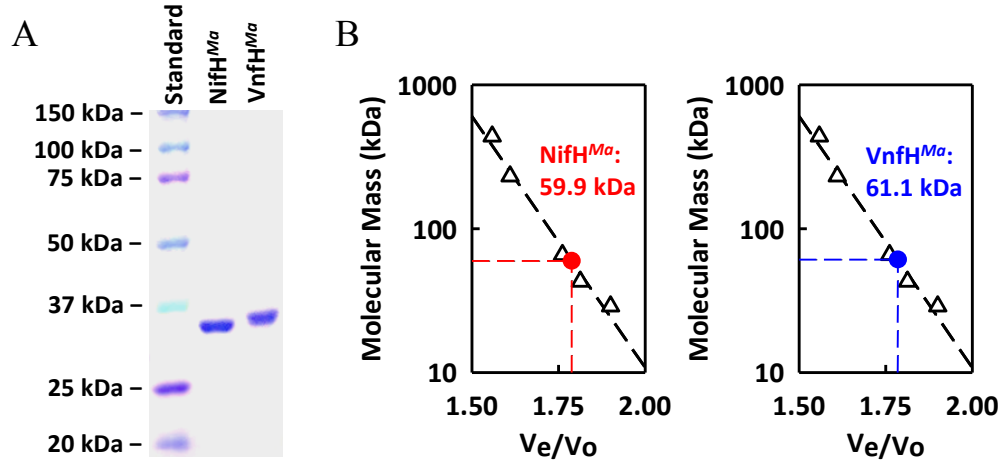 A
Standard
NifHMa
VnfHMa
150 kDa –
100 kDa –
75 kDa –
50 kDa –
37 kDa –
25 kDa –
20 kDa –
B
Molecular Mass (kDa)
1000
100
10
NifHMa:
59.9 kDa
1.50 1.75 2.00
Ve/Vo
Molecular Mass (kDa)
1000
100
10
VnfHMa:
61.1 kDa
1.50 1.75 2.00
Ve/Vo